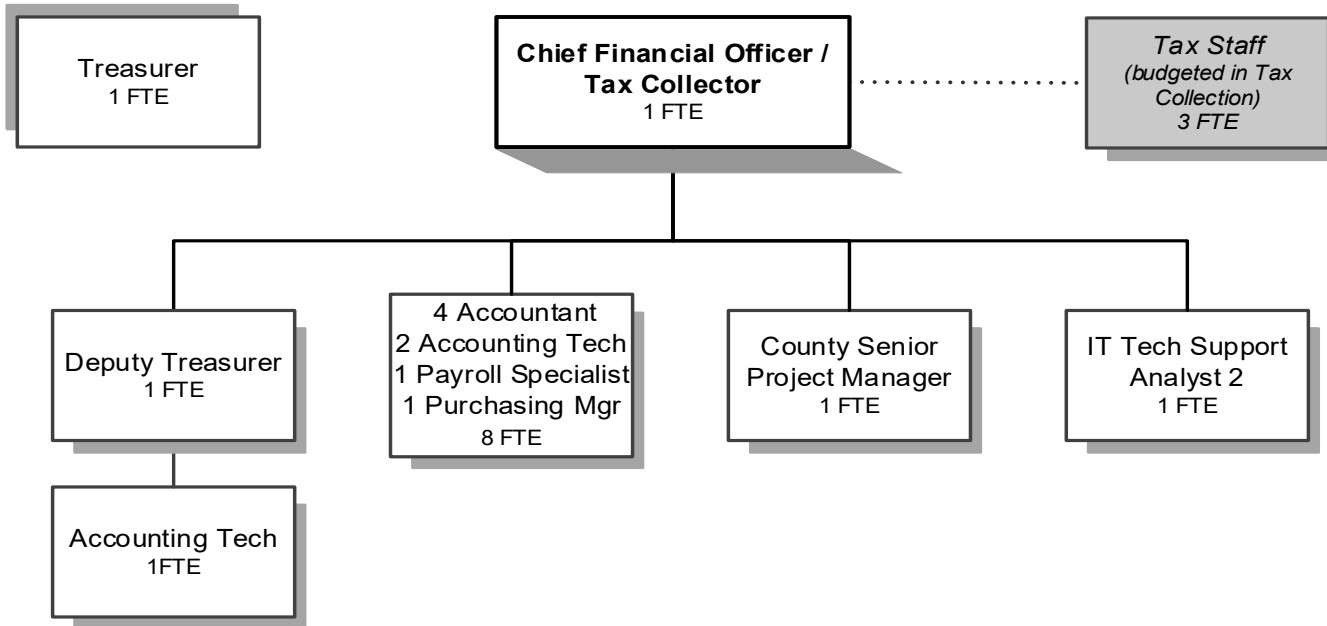 Treasurer
1 FTE
Chief Financial Officer /
Tax Collector
1 FTE
Tax Staff
(budgeted in Tax
Collection)
3 FTE
Deputy Treasurer
1 FTE
4 Accountant
2 Accounting Tech
1 Payroll Specialist
1 Purchasing Mgr
8 FTE
County Senior
Project Manager
1 FTE
IT Tech Support
Analyst 2
1 FTE
Accounting Tech
1FTE